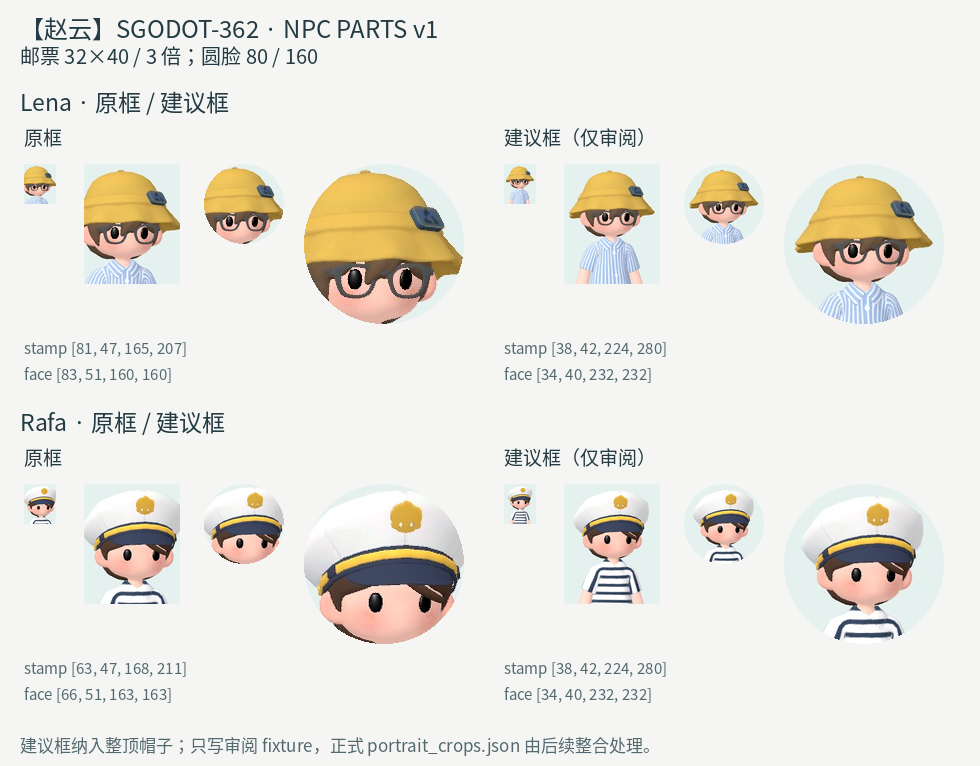 【赵云】SGODOT-362 · NPC PARTS v1
邮票 32×40 / 3 倍；圆脸 80 / 160
Lena · 原框 / 建议框
原框
建议框（仅审阅）
stamp [81, 47, 165, 207]
face [83, 51, 160, 160]
stamp [38, 42, 224, 280]
face [34, 40, 232, 232]
Rafa · 原框 / 建议框
原框
建议框（仅审阅）
stamp [63, 47, 168, 211]
face [66, 51, 163, 163]
stamp [38, 42, 224, 280]
face [34, 40, 232, 232]
建议框纳入整顶帽子；只写审阅 fixture，正式 portrait_crops.json 由后续整合处理。